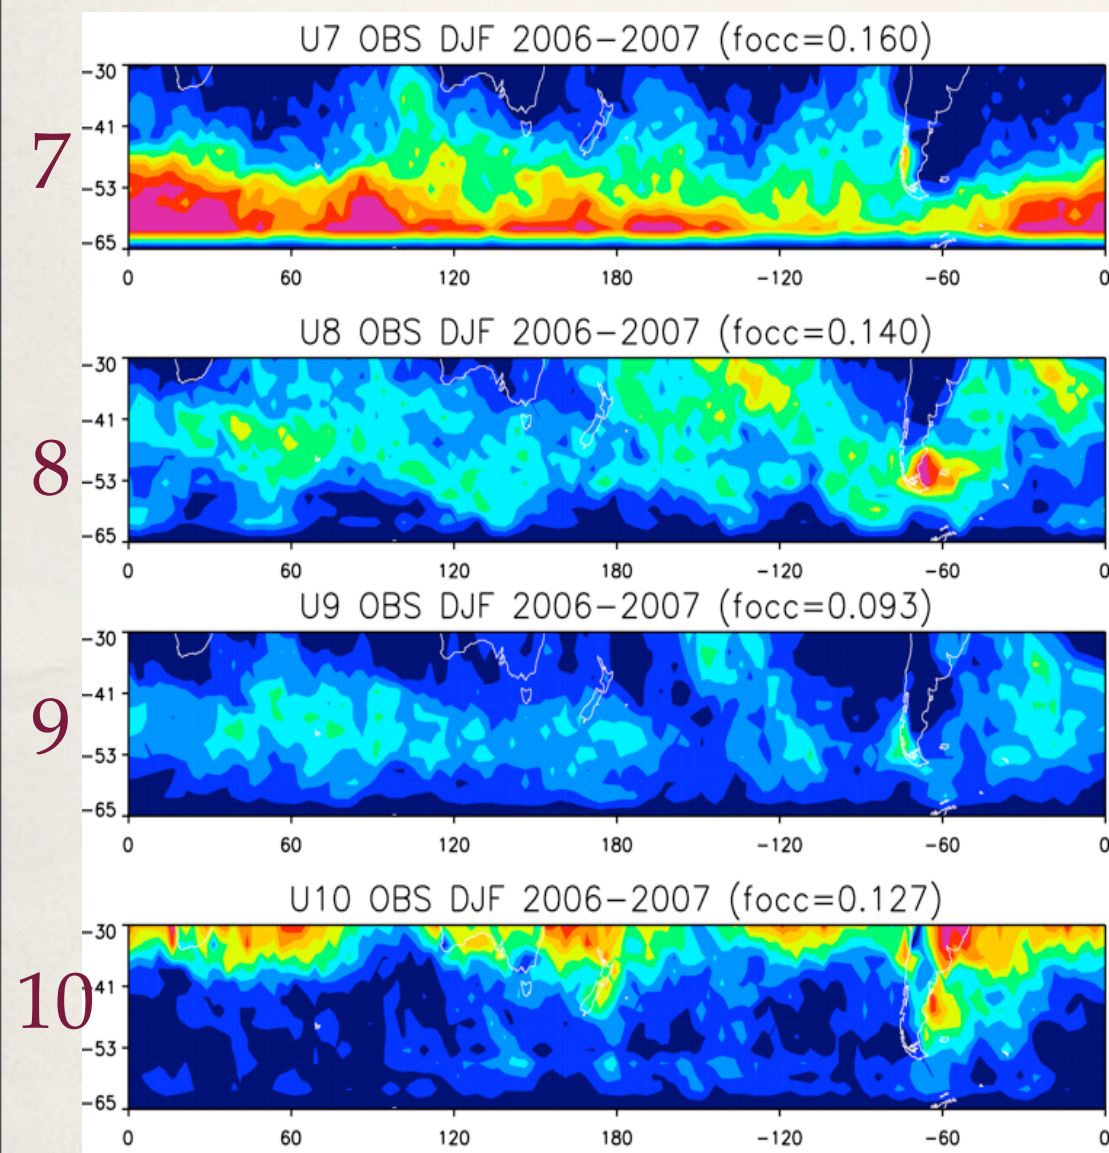 U7 OBS DJF 2006-2007 (focc=0.160)
7
-30
-41
-53
-65
0 60 120 180 -120 -60 0
U8 OBS DJF 2006-2007 (focc=0.140)
8
-30
-41
-53
-65
0 60 120 180 -120 -60 0
U9 OBS DJF 2006-2007 (focc=0.093)
9
-30
-41
-53
-65
0 60 120 180 -120 -60 0
U10 OBS DJF 2006-2007 (focc=0.127)
10
-30
-41
-53
-65
0 60 120 180 -120 -60 0